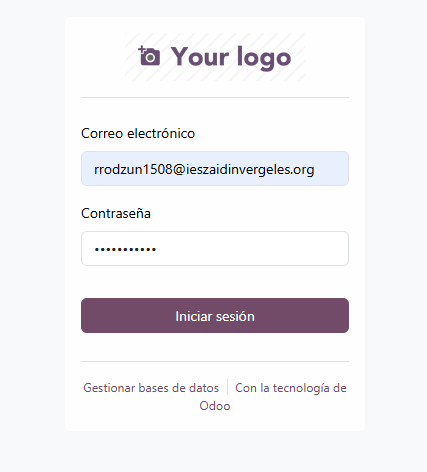 Your logo
Correo electrónico
rrodzun1508@ieszaidinvergeles.org
Contraseña
•••••••••••
Iniciar sesión
Gestionar bases de datos | Con la tecnología de
Odoo